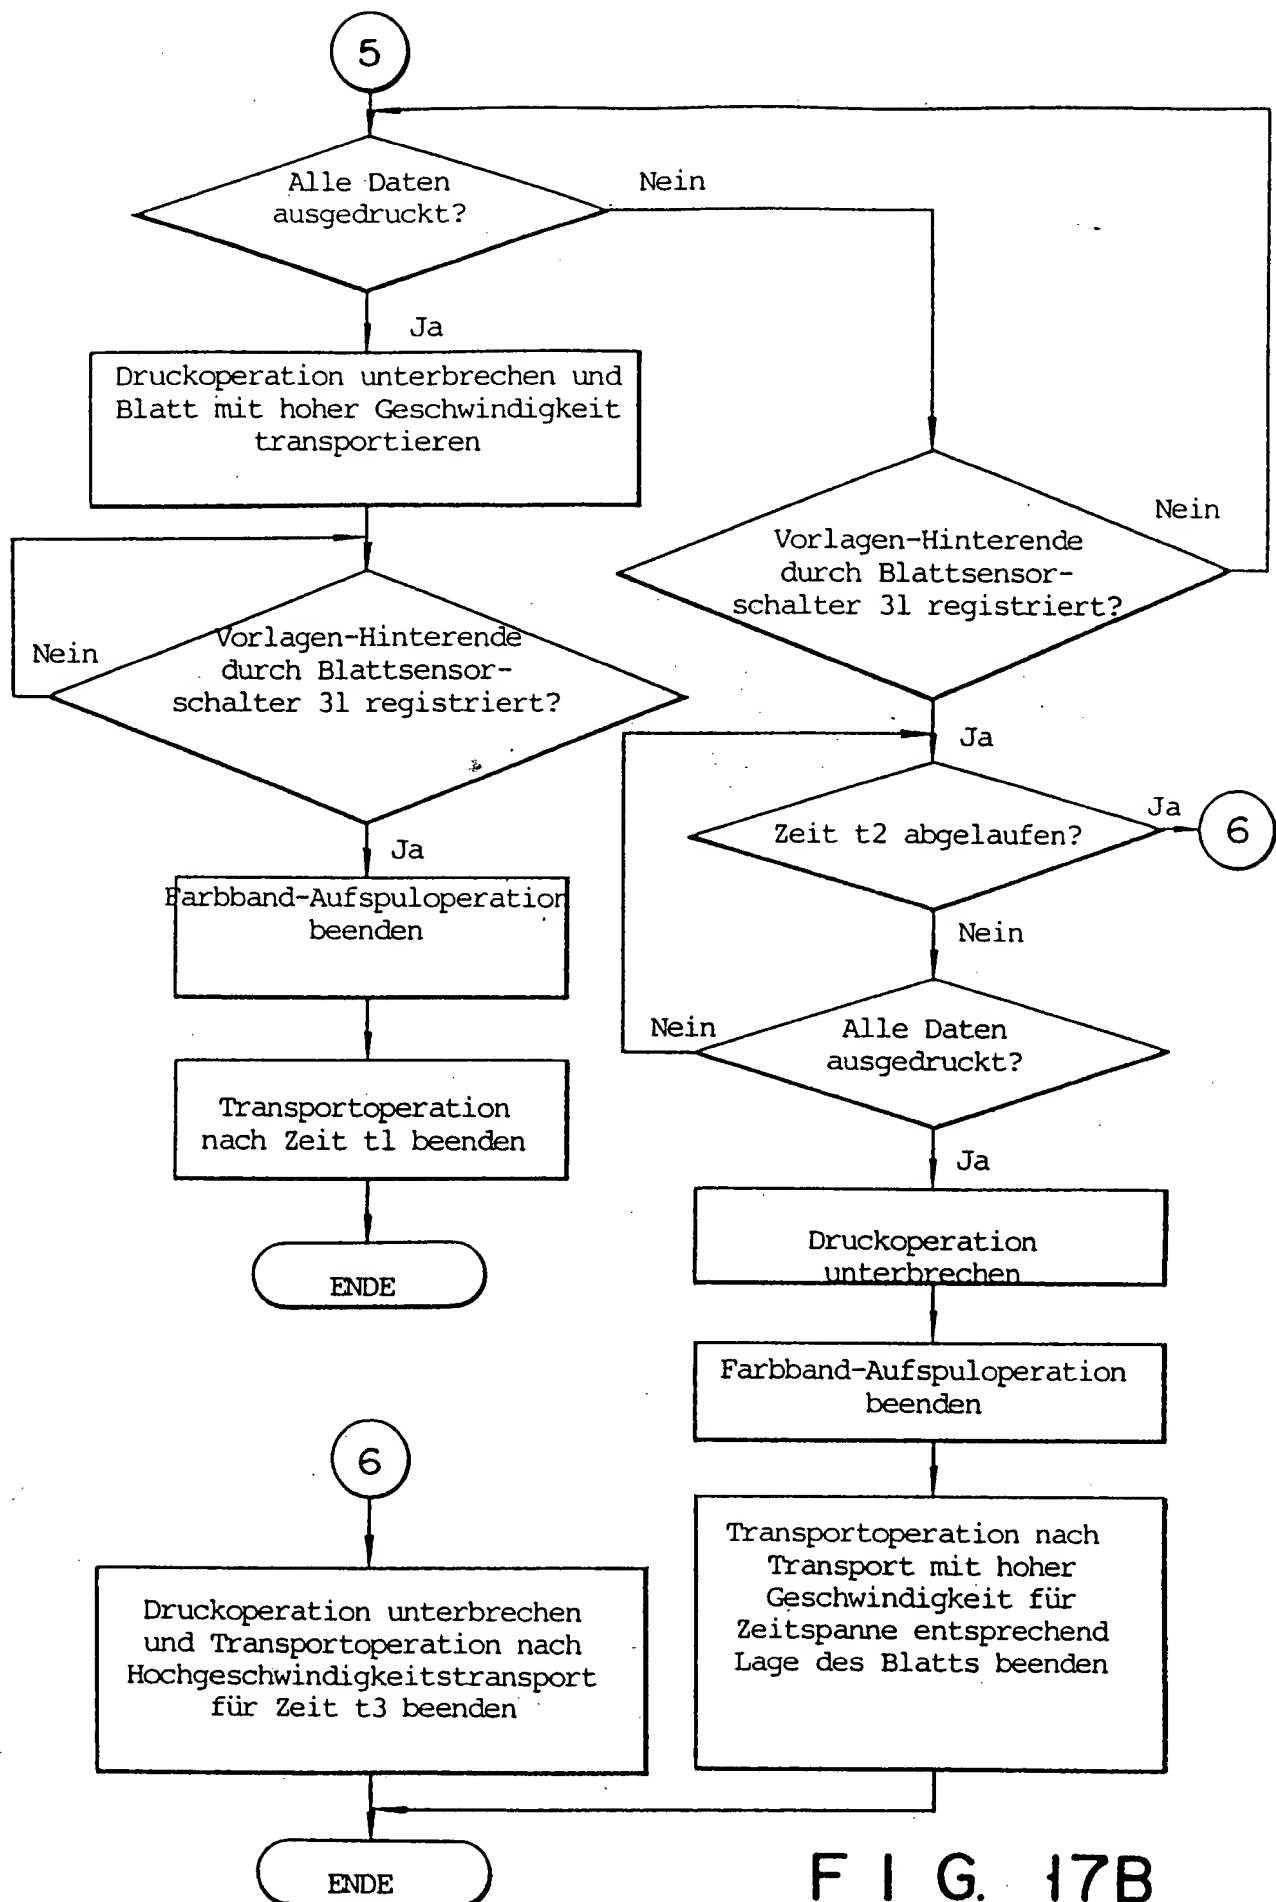 5
Alle Daten
ausgedruckt?
Nein
Ja
Druckoperation unterbrechen und
Blatt mit hoher Geschwindigkeit
transportieren
Nein
Vorlagen-Hinterende
durch Blattsensor-
schalter 31 registriert?
Ja
Farbband-Aufspuloperation
beenden
Transportoperation
nach Zeit t1 beenden
ENDE
Vorlagen-Hinterende
durch Blattsensor-
schalter 31 registriert?
Nein
Ja
Zeit t2 abgelaufen?
Ja
6
Nein
Alle Daten
ausgedruckt?
Nein
Ja
Druckoperation
unterbrechen
Farbband-Aufspuloperation
beenden
Transportoperation nach
Transport mit hoher
Geschwindigkeit für
Zeitspanne entsprechend
Lage des Blatts beenden
6
Druckoperation unterbrechen
und Transportoperation nach
Hochgeschwindigkeitstransport
für Zeit t3 beenden
ENDE
FIG. 17B